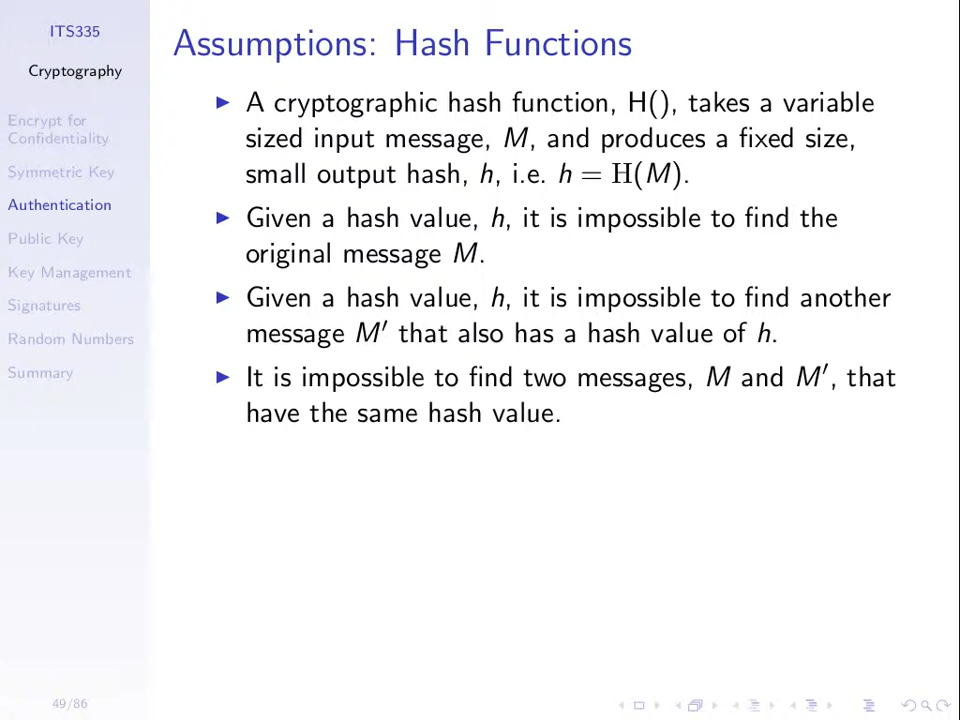 ITS335
Cryptography
Encrypt for
Confidentiality
Symmetric Key
Authentication
Public Key
Key Management
Signatures
Random Numbers
Summary
49/86
Assumptions: Hash Functions
▶ A cryptographic hash function, H(), takes a variable
sized input message, M, and produces a fixed size,
small output hash, h, i.e. h = H(M).
▶ Given a hash value, h, it is impossible to find the
original message M.
▶ Given a hash value, h, it is impossible to find another
message M′ that also has a hash value of h.
▶ It is impossible to find two messages, M and M′, that
have the same hash value.